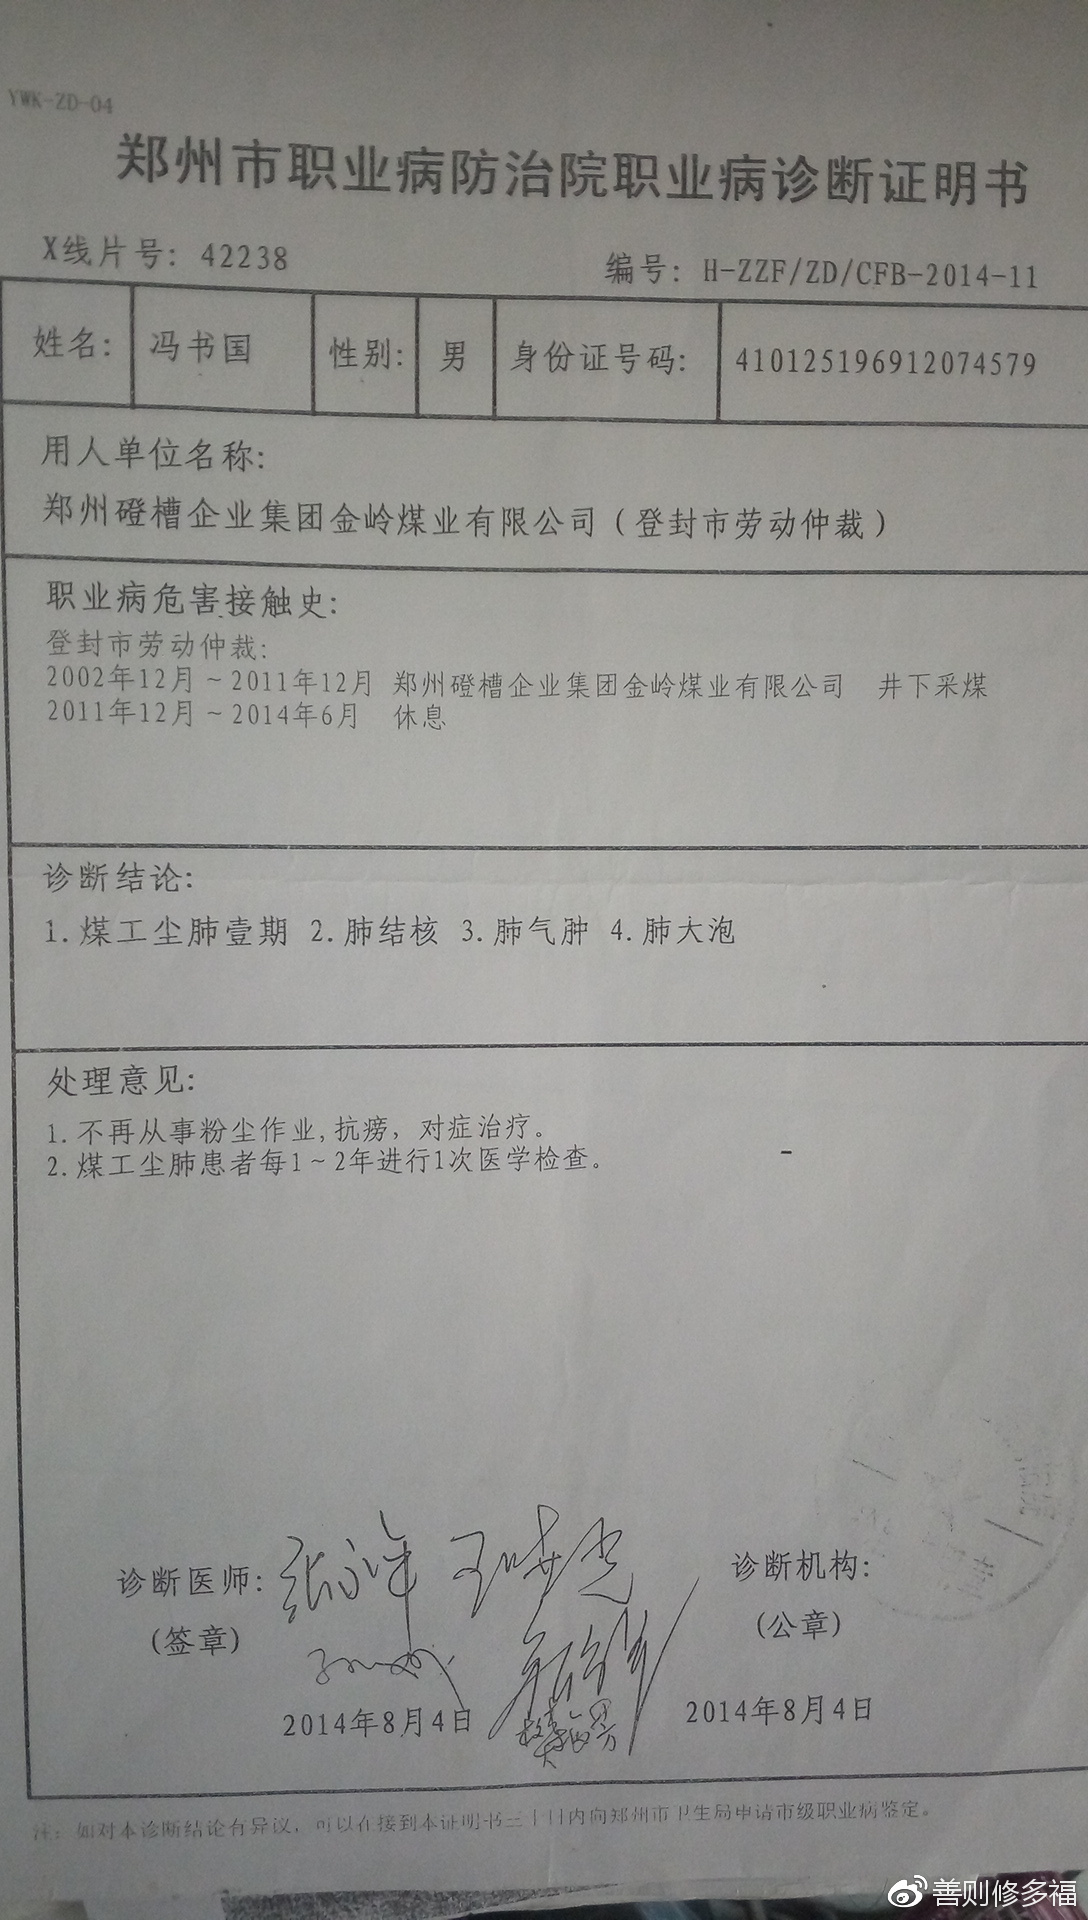 YWK-ZD-04
郑州市职业病防治院职业病诊断证明书
X线片号：42238
编号：H-ZZF/ZD/CFB-2014-11
姓名： 冯书国 性别： 男 身份证号码： 410125196912074579
用人单位名称：
郑州磴槽企业集团金岭煤业有限公司（登封市劳动仲裁）
职业病危害接触史：
登封市劳动仲裁：
2002年12月～2011年12月 郑州磴槽企业集团金岭煤业有限公司 井下采煤
2011年12月～2014年6月 休息
诊断结论：
1.煤工尘肺壹期 2.肺结核 3.肺气肿 4.肺大泡
处理意见：
1.不再从事粉尘作业,抗痨，对症治疗。
2.煤工尘肺患者每1～2年进行1次医学检查。
诊断医师：
(签章)
诊断机构：
(公章)
2014年8月4日
2014年8月4日
注：如对本诊断结论有异议，可以在接到本证明书三十日内向郑州市卫生局申请市级职业病鉴定。
善则修多福